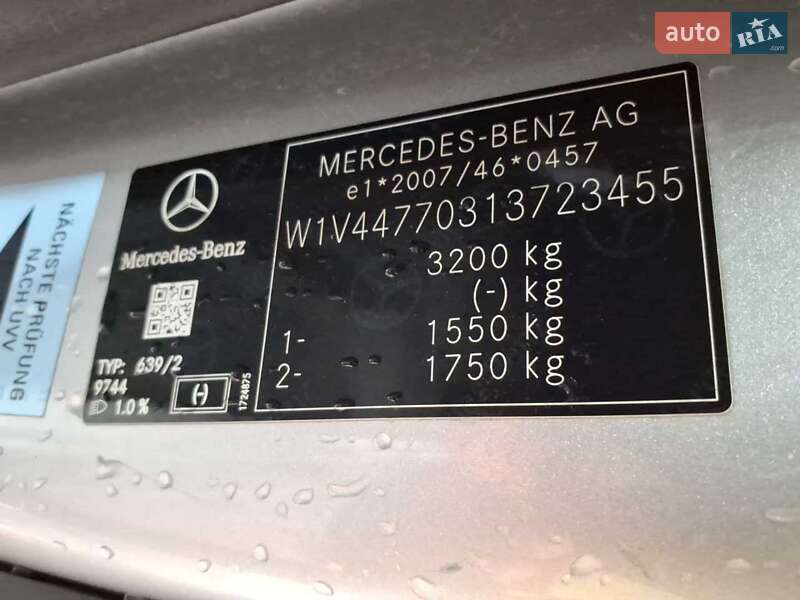 auto RIA .com
MERCEDES-BENZ AG
e1*2007/46*0457
W1V44770313723455
3200 kg
(-) kg
1- 1550 kg
2- 1750 kg
Mercedes-Benz
TYP: 639/2
9744
1.0 %
(-)
1724875
NÄCHSTE PRÜFUNG
NACH UVV